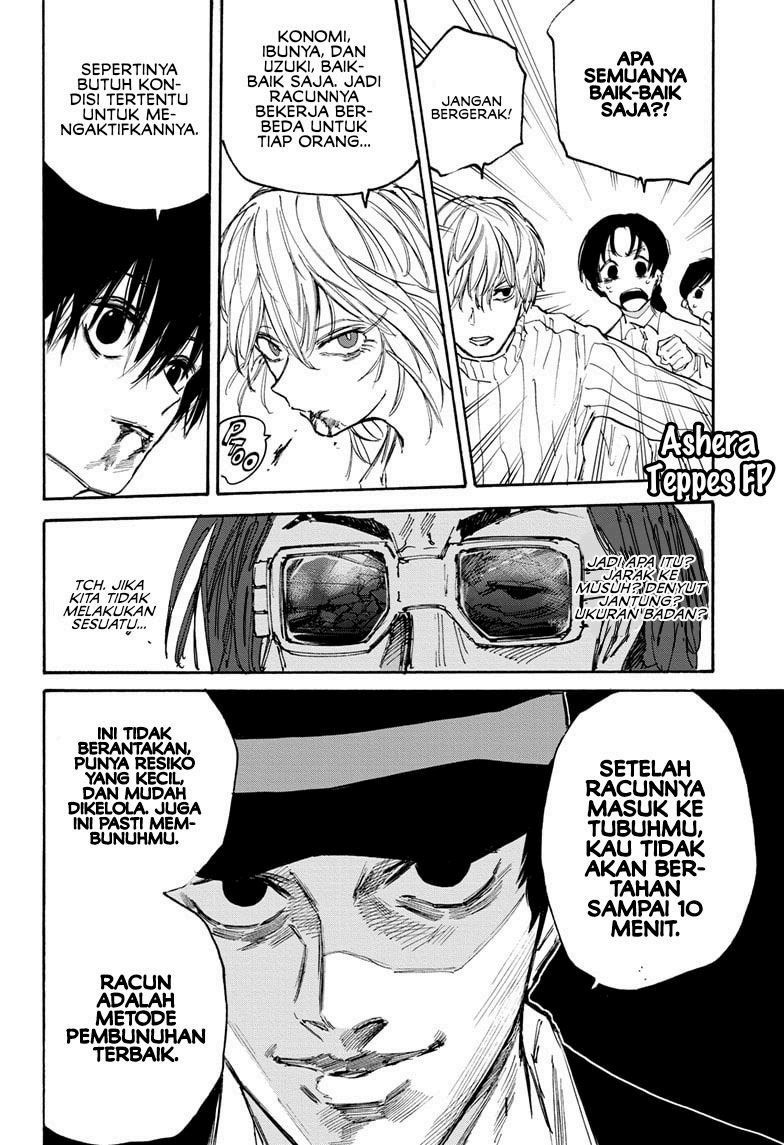 APA
SEMUANYA
BAIK-BAIK
SAJA?!
JANGAN
BERGERAK!
KONOMI,
IBUNYA, DAN
UZUKI, BAIK-
BAIK SAJA. JADI
RACUNNYA
BEKERJA BER-
BEDA UNTUK
TIAP ORANG...
PTOO
SEPERTINYA
BUTUH KON-
DISI TERTENTU
UNTUK ME-
NGAKTIFKANNYA.
Ashera
Teppes FP
JADI APA ITU?
JARAK KE
MUSUH? DENYUT
JANTUNG?
UKURAN BADAN?
TCH. JIKA
KITA TIDAK
MELAKUKAN
SESUATU...
SETELAH
RACUNNYA
MASUK KE
TUBUHMU,
KAU TIDAK
AKAN BER-
TAHAN
SAMPAI 10
MENIT.
INI TIDAK
BERANTAKAN,
PUNYA RESIKO
YANG KECIL,
DAN MUDAH
DIKELOLA. JUGA
INI PASTI MEM-
BUNUHMU.
RACUN
ADALAH
METODE
PEMBUNUHAN
TERBAIK.